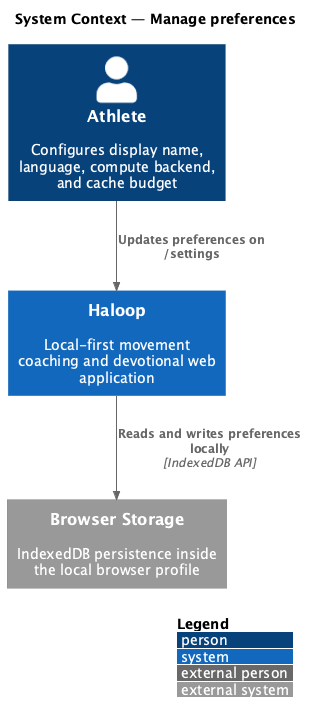 System Context — Manage preferences
Athlete
Configures display name,
language, compute backend,
and cache budget
Updates preferences on
/settings
Haloop
Local-first movement
coaching and devotional web
application
Reads and writes preferences
locally
[IndexedDB API]
Browser Storage
IndexedDB persistence inside
the local browser profile
Legend
person
system
external person
external system